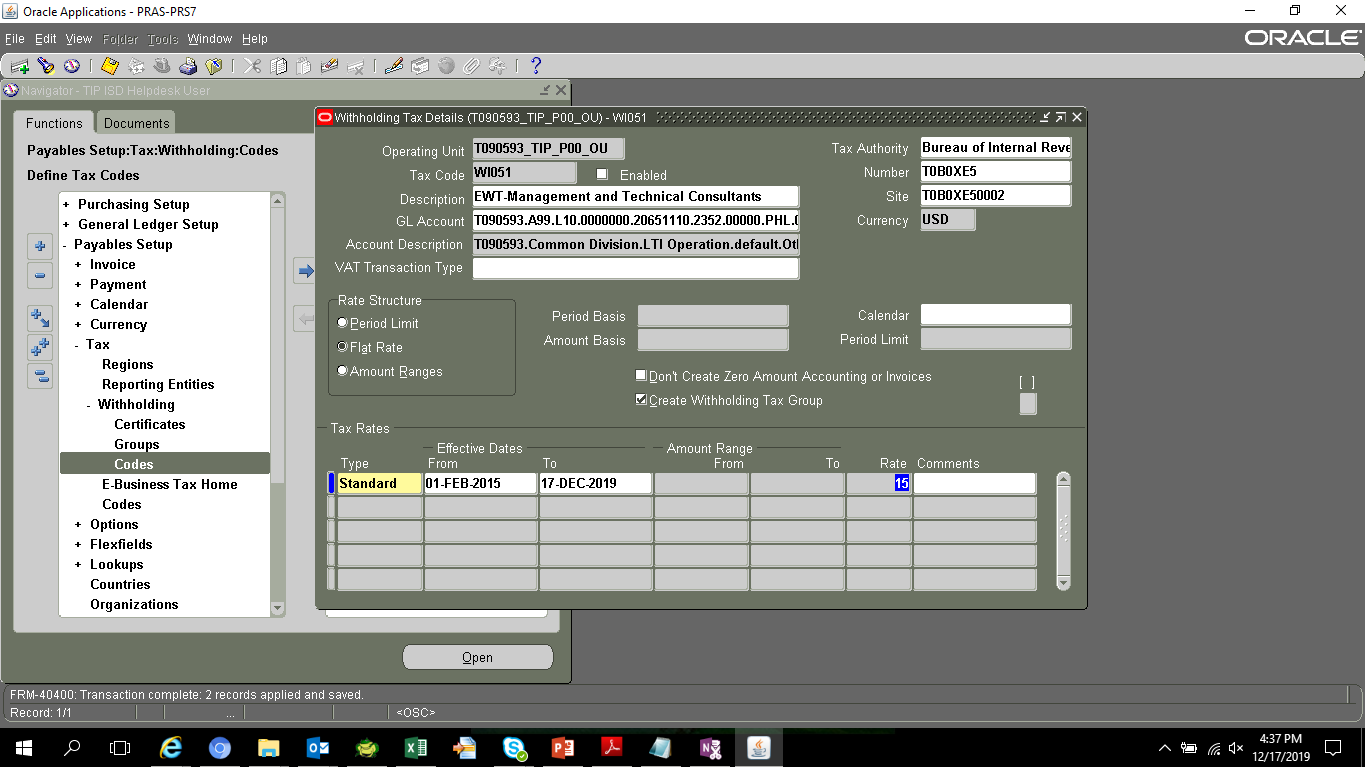 Oracle Applications - PRAS-PRS7
File Edit View Folder Tools Window Help
ORACLE
Navigator - TIP ISD Helpdesk User
Functions
Documents
Payables Setup:Tax:Withholding:Codes
Define Tax Codes
+ Purchasing Setup
+ General Ledger Setup
- Payables Setup
+ Invoice
+ Payment
+ Calendar
+ Currency
- Tax
Regions
Reporting Entities
- Withholding
Certificates
Groups
Codes
E-Business Tax Home
Codes
+ Options
+ Flexfields
+ Lookups
Countries
Organizations
Open
Withholding Tax Details (T090593_TIP_P00_OU) - WI051
Operating Unit T090593_TIP_P00_OU
Tax Code WI051 Enabled
Description EWT-Management and Technical Consultants
GL Account T090593.A99.L10.0000000.20651110.2352.00000.PHL.0
Account Description T090593.Common Division.LTI Operation.default.Otl
VAT Transaction Type
Tax Authority Bureau of Internal Reve
Number T0B0XE5
Site T0B0XE50002
Currency USD
Rate Structure
Period Limit
Flat Rate
Amount Ranges
Period Basis
Amount Basis
Calendar
Period Limit
Don't Create Zero Amount Accounting or Invoices
Create Withholding Tax Group
[ ]
Tax Rates
Effective Dates Amount Range
Type From To From To Rate Comments
Standard 01-FEB-2015 17-DEC-2019 15
FRM-40400: Transaction complete: 2 records applied and saved.
Record: 1/1 ... <OSC>
4:37 PM
12/17/2019